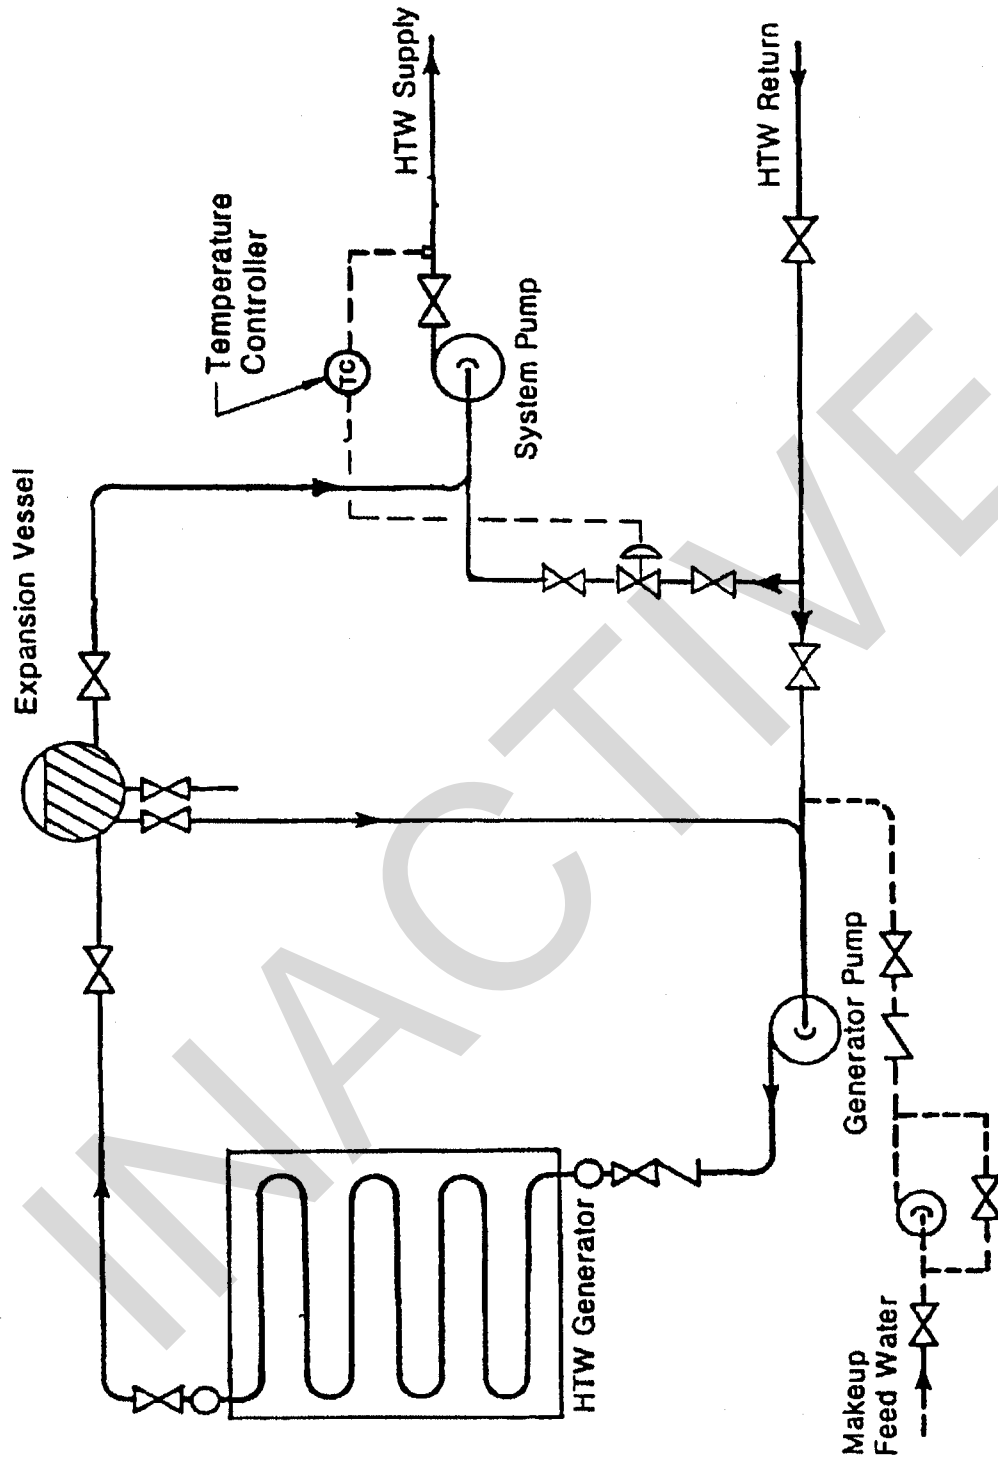 Expansion Vessel
Temperature
Controller
TC
HTW Supply
System Pump
HTW Return
HTW Generator
Generator Pump
Makeup
Feed Water
INACTIVE